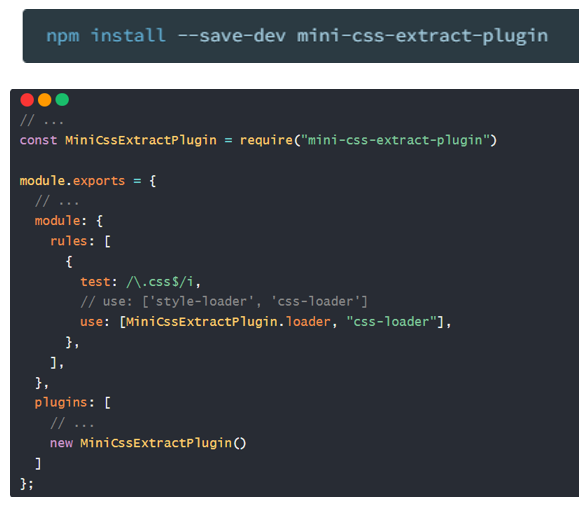 npm install --save-dev mini-css-extract-plugin
// ...
const MiniCssExtractPlugin = require("mini-css-extract-plugin")
module.exports = {
// ...
module: {
rules: [
{
test: /\.css$/i,
// use: ['style-loader', 'css-loader']
use: [MiniCssExtractPlugin.loader, "css-loader"],
},
],
},
plugins: [
// ...
new MiniCssExtractPlugin()
]
};